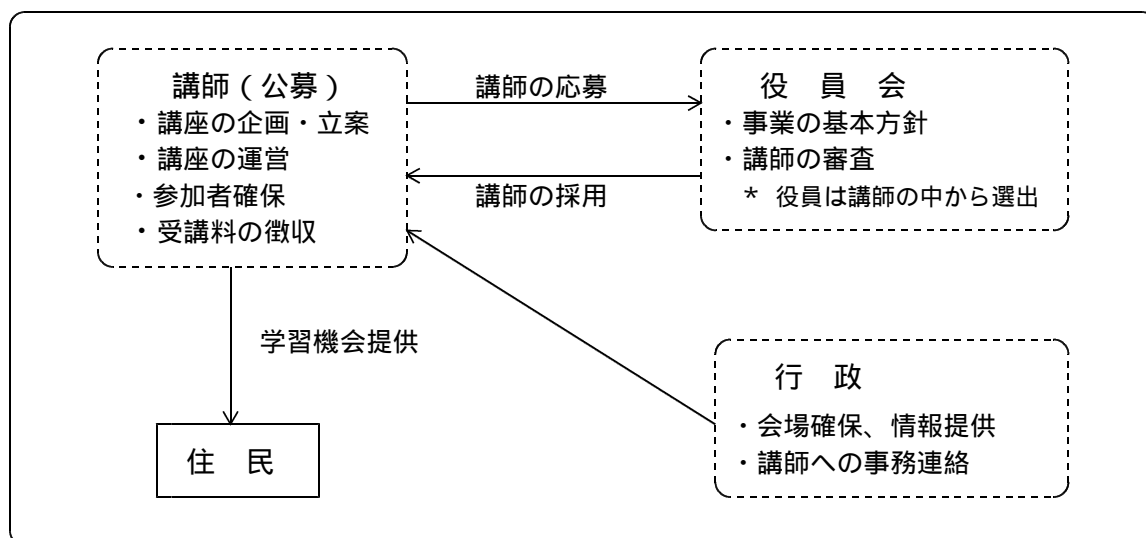 講師（公募）
・講座の企画・立案
・講座の運営
・参加者確保
・受講料の徴収
講師の応募
講師の採用
役　員　会
・事業の基本方針
・講師の審査
＊ 役員は講師の中から選出
学習機会提供
住　民
行　政
・会場確保、情報提供
・講師への事務連絡